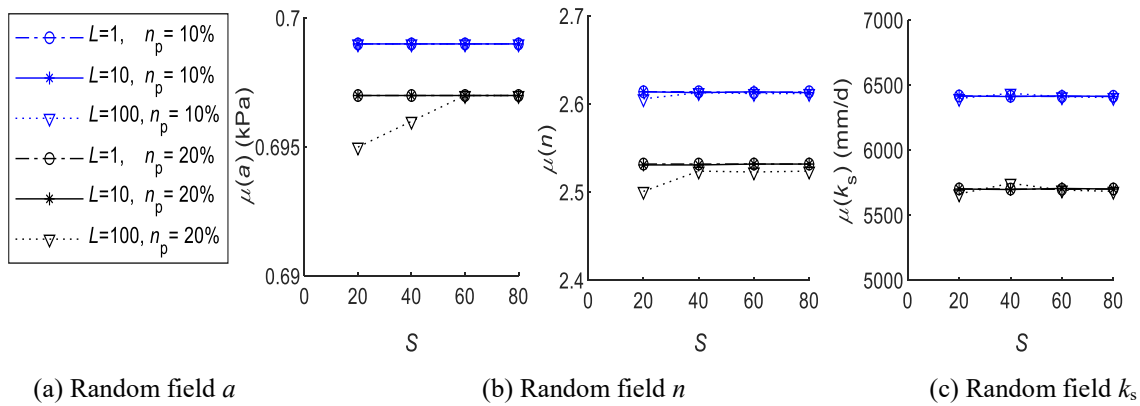 L=1, n_p = 10%
L=10, n_p = 10%
L=100, n_p = 10%
L=1, n_p = 20%
L=10, n_p = 20%
L=100, n_p = 20%
μ(a) (kPa)
0.7
0.695
0.69
0 20 40 60 80
S
μ(n)
2.7
2.6
2.5
2.4
0 20 40 60 80
S
μ(k_s) (mm/d)
7000
6500
6000
5500
5000
0 20 40 60 80
S
(a) Random field a
(b) Random field n
(c) Random field k_s